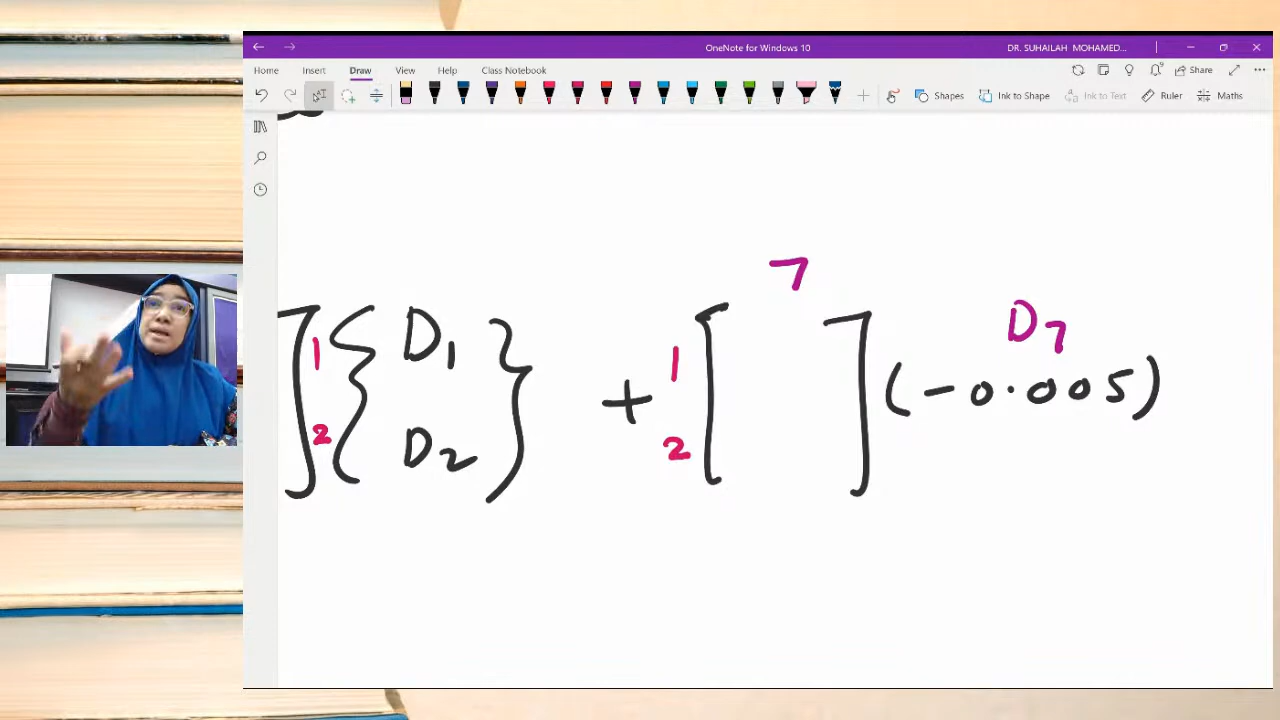 OneNote for Windows 10
DR. SUHAILAH MOHAMED...
Home Insert Draw View Help Class Notebook
Share
Shapes Ink to Shape Ink to Text Ruler Maths
7
] 1 { D1 } + 1 [ ] D7
2 D2 2 (-0.005)